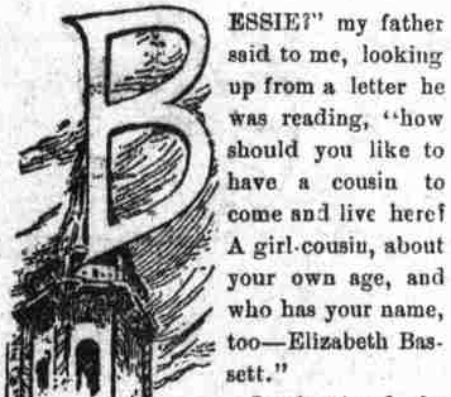 BESSIE?" my father
said to me, looking
up from a letter he
was reading, "how
should you like to
have a cousin to
come and live here?
A girl-cousin, about
your own age, and
who has your name,
too—Elizabeth Bas-
sett."